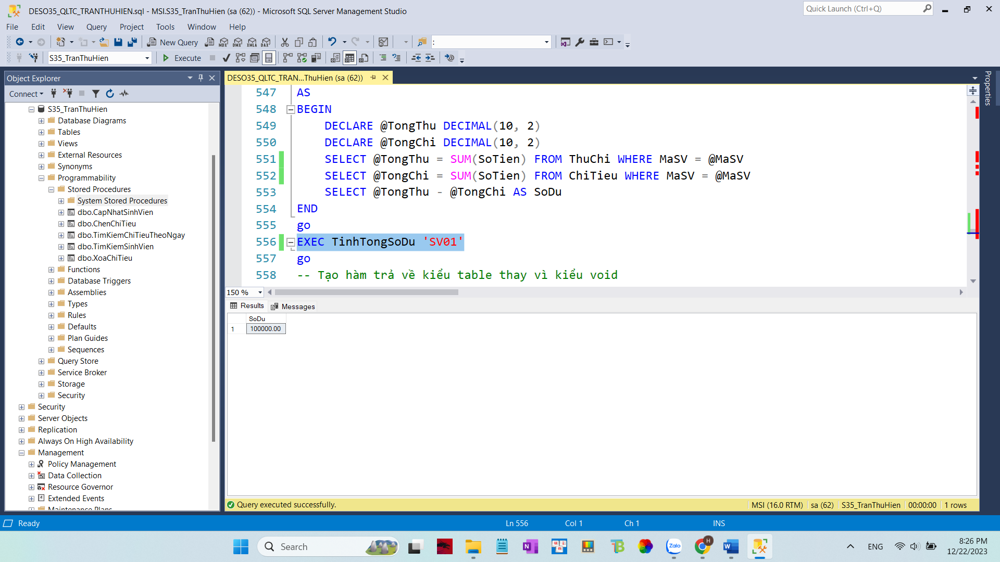 DESO35_QLTC_TRANTHUHIEN.sql - MSI.S35_TranThuHien (sa (62)) - Microsoft SQL Server Management Studio
Quick Launch (Ctrl+Q)
File Edit View Query Project Tools Window Help
New Query
MDX DMX XMLA DAX
:
S35_TranThuHien
Execute
Object Explorer
Connect
S35_TranThuHien
Database Diagrams
Tables
Views
External Resources
Synonyms
Programmability
Stored Procedures
System Stored Procedures
dbo.CapNhatSinhVien
dbo.ChenChiTieu
dbo.TimKiemChiTieuTheoNgay
dbo.TimKiemSinhVien
dbo.XoaChiTieu
Functions
Database Triggers
Assemblies
Types
Rules
Defaults
Plan Guides
Sequences
Query Store
Service Broker
Storage
Security
Security
Server Objects
Replication
Always On High Availability
Management
Policy Management
Data Collection
Resource Governor
Extended Events
Maintenance Plans
DESO35_QLTC_TRAN...ThuHien (sa (62))
Properties
547 AS
548 BEGIN
549 DECLARE @TongThu DECIMAL(10, 2)
550 DECLARE @TongChi DECIMAL(10, 2)
551 SELECT @TongThu = SUM(SoTien) FROM ThuChi WHERE MaSV = @MaSV
552 SELECT @TongChi = SUM(SoTien) FROM ChiTieu WHERE MaSV = @MaSV
553 SELECT @TongThu - @TongChi AS SoDu
554 END
555 go
556 EXEC TinhTongSoDu 'SV01'
557 go
558 -- Tạo hàm trả về kiểu table thay vì kiểu void
150 %
Results Messages
SoDu
1 100000.00
Query executed successfully.
MSI (16.0 RTM) sa (62) S35_TranThuHien 00:00:00 1 rows
Ready Ln 556 Col 1 Ch 1 INS
Search
Zalo
H
ENG
8:26 PM
12/22/2023